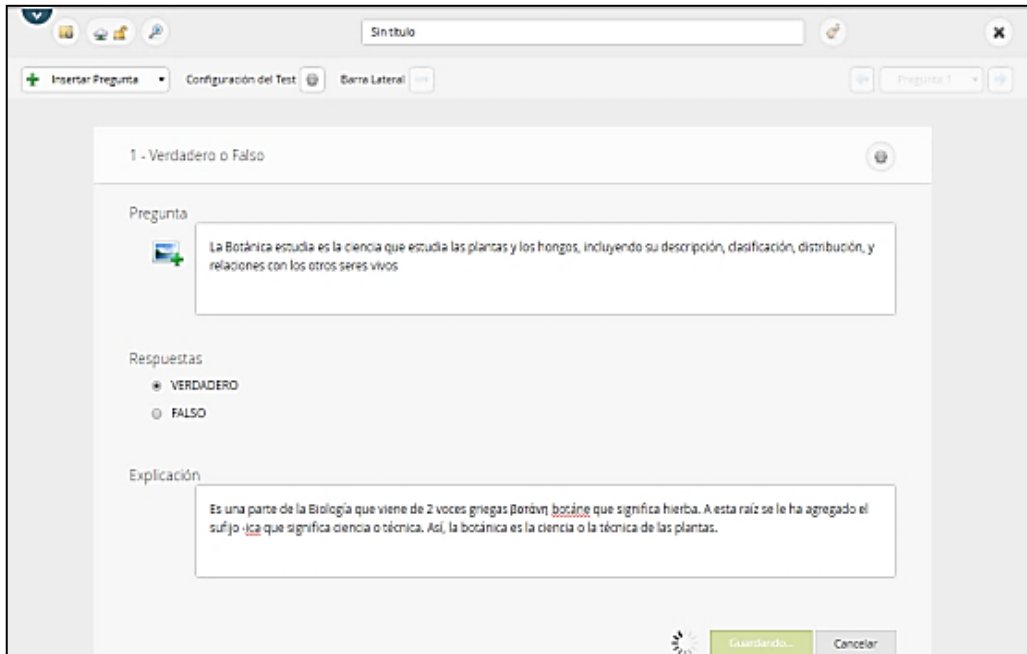 Sin título
Insertar Pregunta
Configuración del Test
Barra Lateral
Pregunta 1
1 - Verdadero o Falso
Pregunta
La Botánica estudia es la ciencia que estudia las plantas y los hongos, incluyendo su descripción, clasificación, distribución, y
relaciones con los otros seres vivos
Respuestas
VERDADERO
FALSO
Explicación
Es una parte de la Biología que viene de 2 voces griegas βοτάνη botáne que significa hierba. A esta raíz se le ha agregado el
sufijo -ica que significa ciencia o técnica. Así, la botánica es la ciencia o la técnica de las plantas.
Guardando...
Cancelar